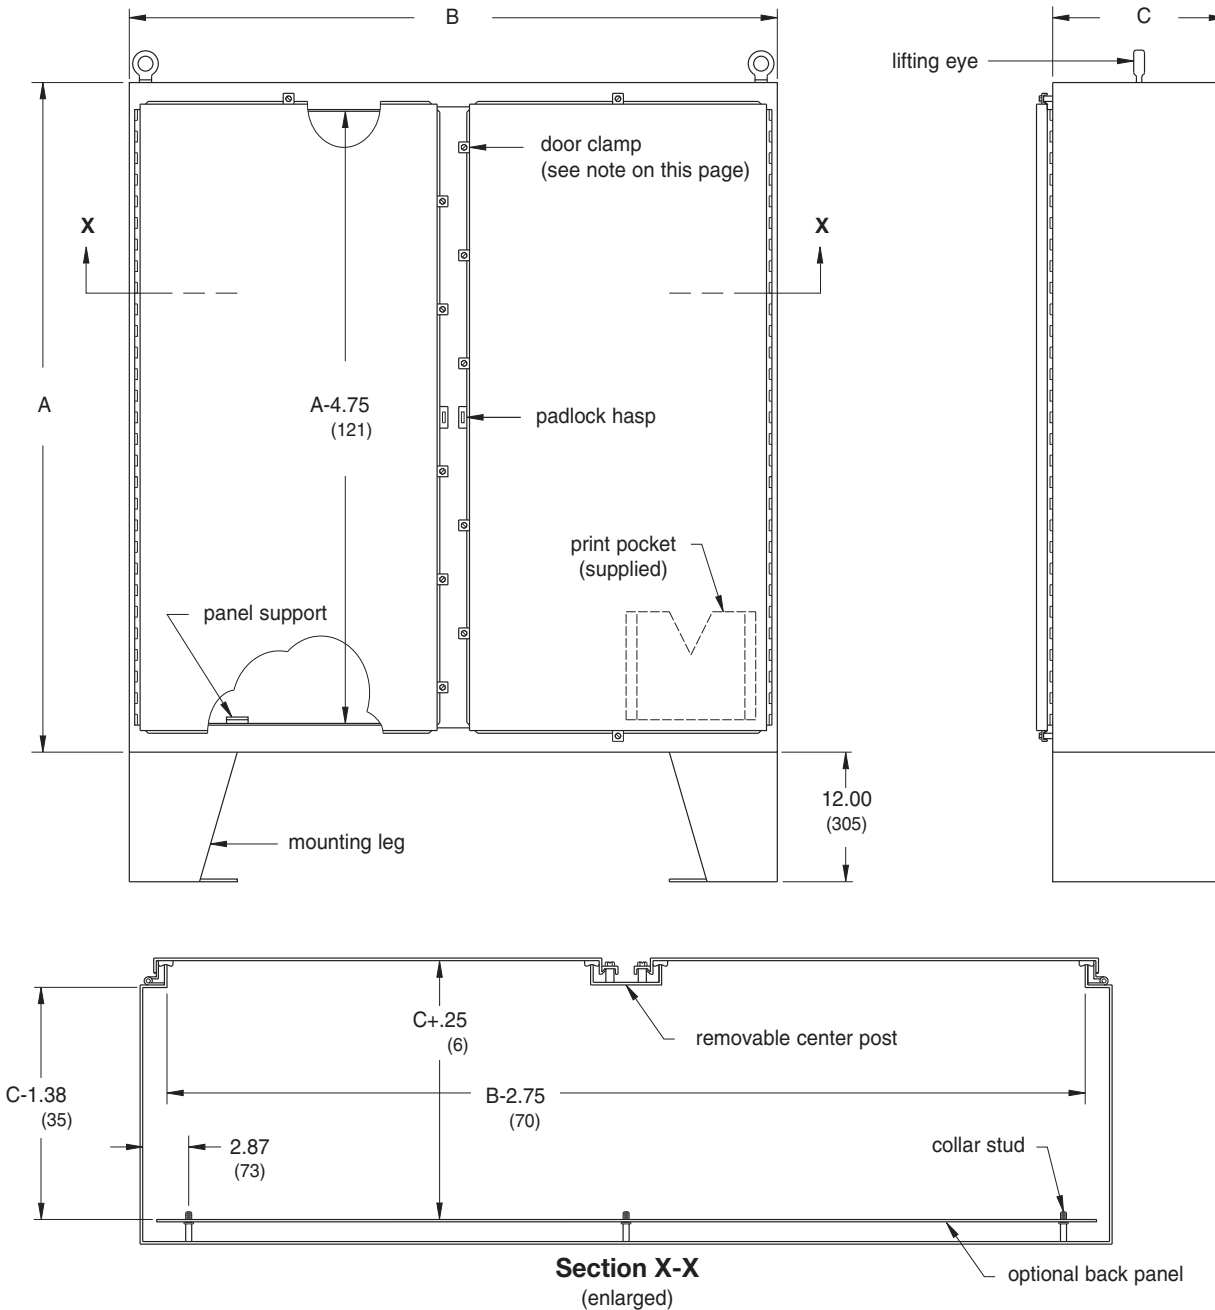 B
C
lifting eye
door clamp
(see note on this page)
X
X
A
A-4.75
(121)
padlock hasp
print pocket
(supplied)
panel support
12.00
(305)
mounting leg
C+.25
(6)
removable center post
C-1.38
(35)
B-2.75
(70)
2.87
(73)
collar stud
Section X-X
(enlarged)
optional back panel